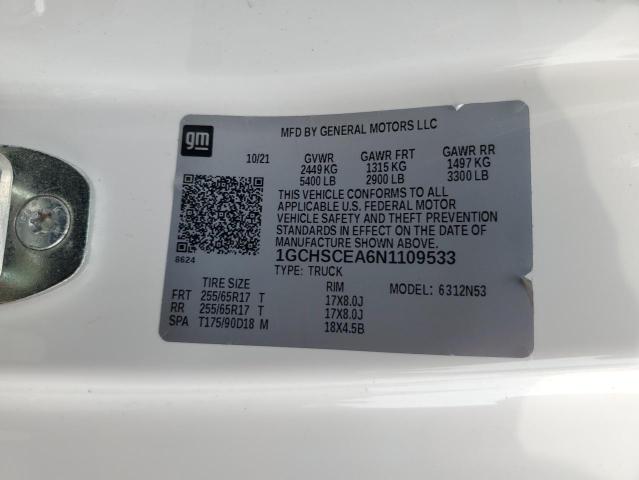 gm
MFD BY GENERAL MOTORS LLC
10/21 GVWR GAWR FRT GAWR RR
2449 KG 1315 KG 1497 KG
5400 LB 2900 LB 3300 LB
THIS VEHICLE CONFORMS TO ALL
APPLICABLE U.S. FEDERAL MOTOR
VEHICLE SAFETY AND THEFT PREVENTION
STANDARDS IN EFFECT ON THE DATE OF
MANUFACTURE SHOWN ABOVE.
8624
1GCHSCEA6N1109533
TYPE: TRUCK
TIRE SIZE RIM MODEL: 6312N53
FRT 255/65R17 T 17X8.0J
RR 255/65R17 T 17X8.0J
SPA T175/90D18 M 18X4.5B